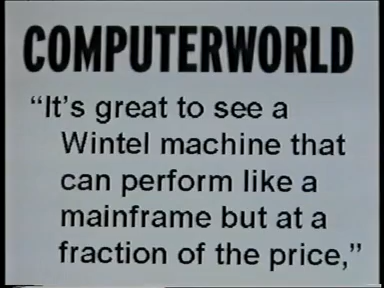 COMPUTERWORLD
“It's great to see a
Wintel machine that
can perform like a
mainframe but at a
fraction of the price,”